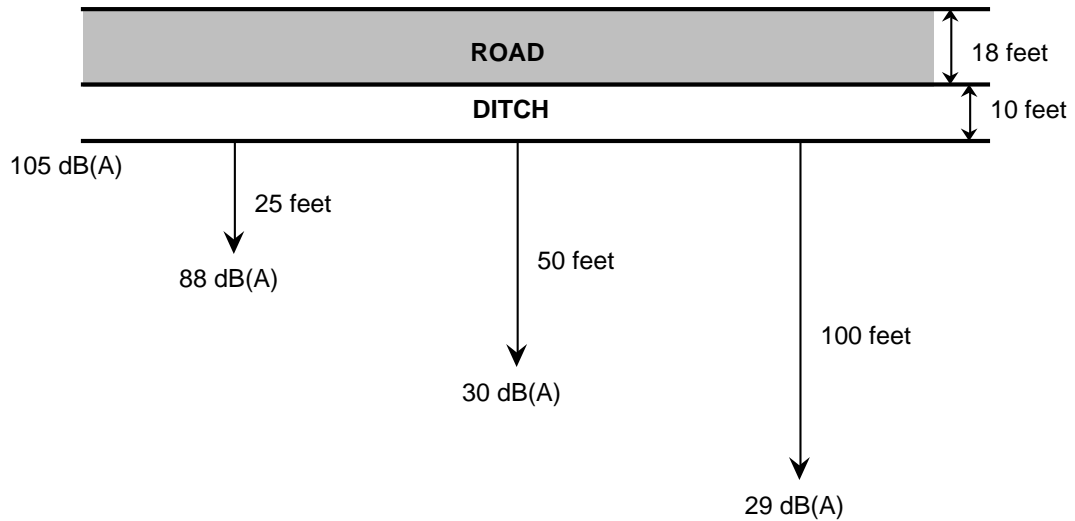 ROAD
18 feet
DITCH
10 feet
105 dB(A)
25 feet
88 dB(A)
50 feet
30 dB(A)
100 feet
29 dB(A)